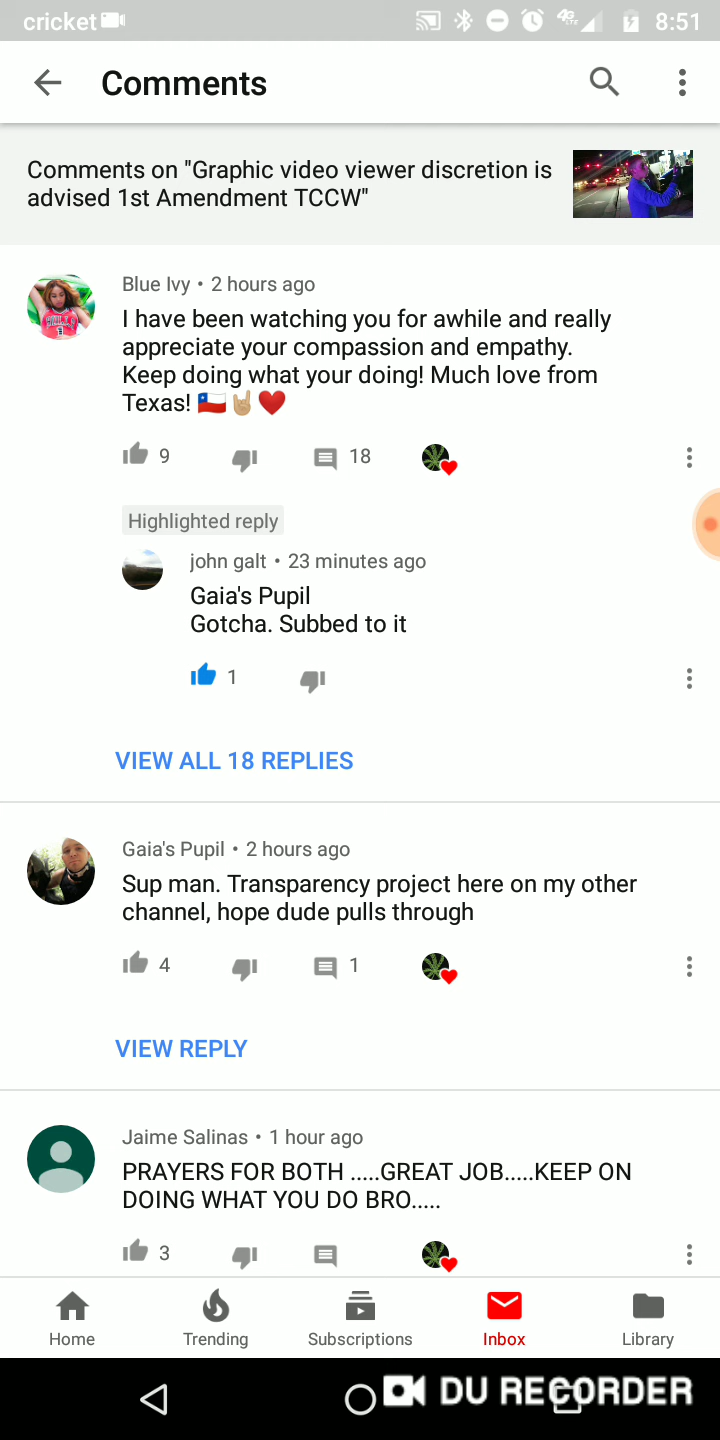 cricket 4G LTE 8:51
Comments
Comments on "Graphic video viewer discretion is
advised 1st Amendment TCCW"
Blue Ivy • 2 hours ago
I have been watching you for awhile and really
appreciate your compassion and empathy.
Keep doing what your doing! Much love from
Texas! 🇨🇱🤘🏼❤️
9 18
Highlighted reply
john galt • 23 minutes ago
Gaia's Pupil
Gotcha. Subbed to it
1
VIEW ALL 18 REPLIES
Gaia's Pupil • 2 hours ago
Sup man. Transparency project here on my other
channel, hope dude pulls through
4 1
VIEW REPLY
Jaime Salinas • 1 hour ago
PRAYERS FOR BOTH .....GREAT JOB.....KEEP ON
DOING WHAT YOU DO BRO.....
3
Home Trending Subscriptions Inbox Library
DU RECORDER